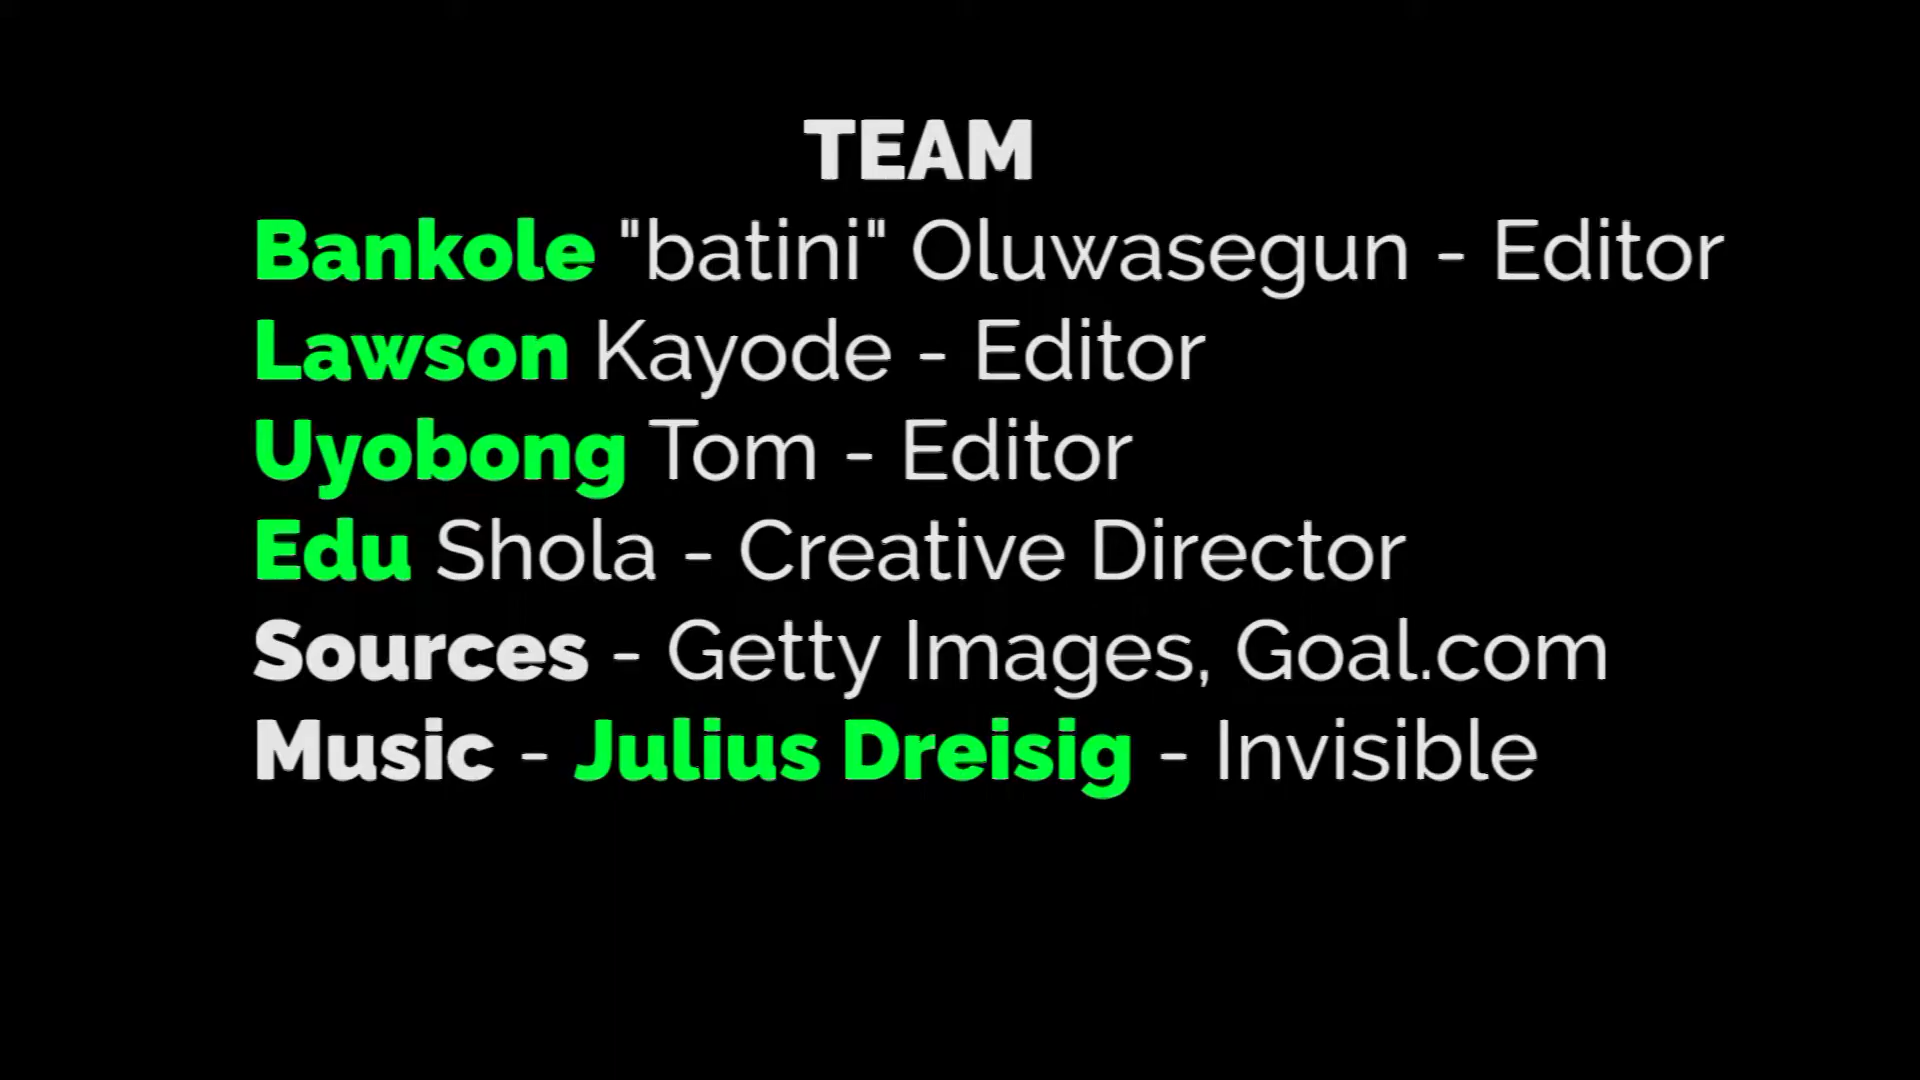 TEAM
Bankole "batini" Oluwasegun - Editor
Lawson Kayode - Editor
Uyobong Tom - Editor
Edu Shola - Creative Director
Sources - Getty Images, Goal.com
Music - Julius Dreisig - Invisible